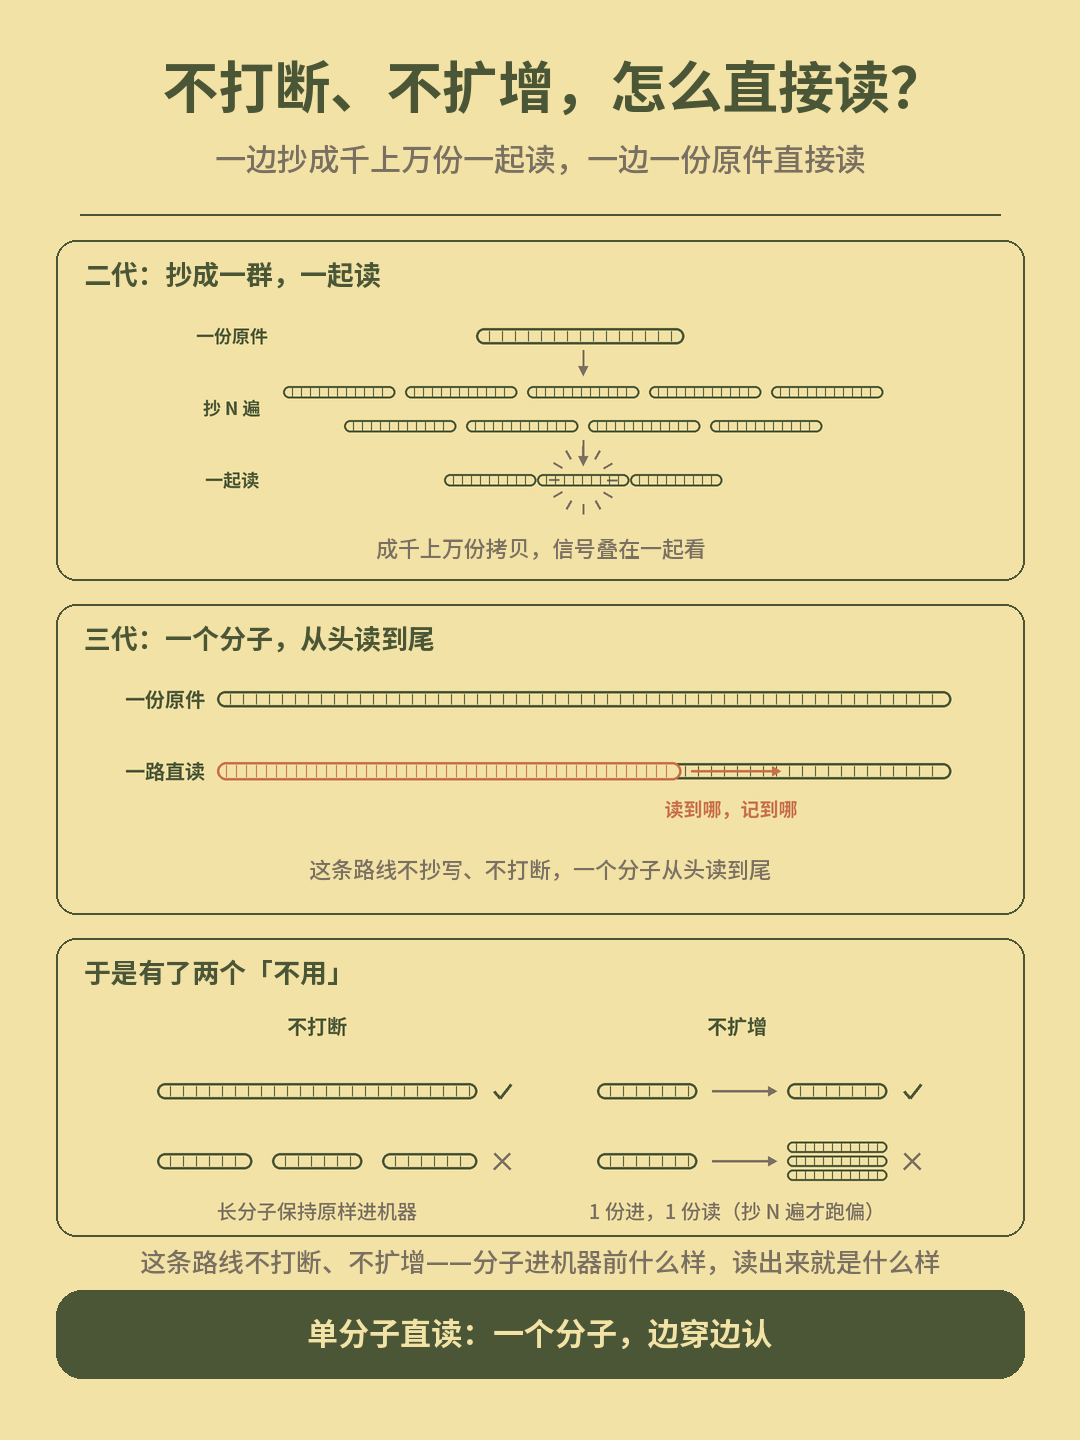 不打断、不扩增，怎么直接读？
一边抄成千上万份一起读，一边一份原件直接读
二代：抄成一群，一起读
一份原件
抄 N 遍
一起读
成千上万份拷贝，信号叠在一起看
三代：一个分子，从头读到尾
一份原件
一路直读
读到哪，记到哪
这条路线不抄写、不打断，一个分子从头读到尾
于是有了两个「不用」
不打断
不扩增
长分子保持原样进机器
1 份进，1 份读（抄 N 遍才跑偏）
这条路线不打断、不扩增——分子进机器前什么样，读出来就是什么样
单分子直读：一个分子，边穿边认